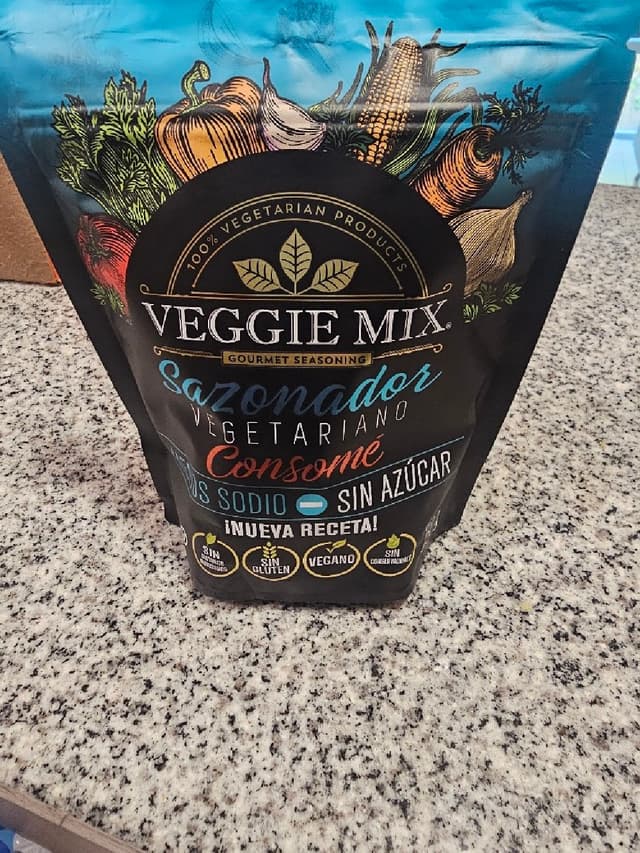 100% VEGETARIAN PRODUCTS
VEGGIE MIX®
GOURMET SEASONING
Sazonador
VEGETARIANO
Consomé
SODIO - SIN AZÚCAR
¡NUEVA RECETA!
SIN
SIN GLUTEN
VEGANO
SIN